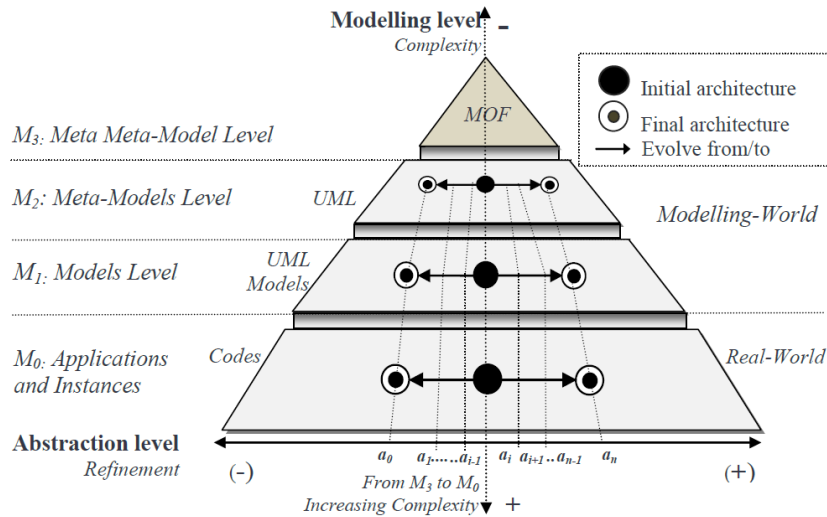 Modelling level -
Complexity
Initial architecture
Final architecture
Evolve from/to
MOF
M3: Meta Meta-Model Level
M2: Meta-Models Level
UML
Modelling-World
M1: Models Level
UML
Models
M0: Applications
and Instances
Codes
Real-World
Abstraction level
Refinement
(-)
a0 a1......ai-1 ai ai+1..an-1 an
(+)
From M3 to M0
Increasing Complexity +